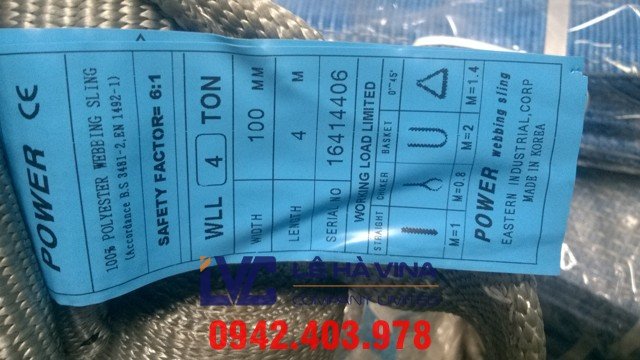 POWER CE
100% POLYESTER WEBBING SLING
(Accordance B.S 3481-2, EN 1492-1)
SAFETY FACTOR= 6:1
WLL 4 TON
WIDTH 100 MM
LENGTH 4 M
SERIAL NO 16414406
WORKING LOAD LIMITED
STRAIGHT CHOKER BASKET 0°~45°
M=1 M=0.8 M=2 M=1.4
POWER webbing sling
EASTERN INDUSTRIAL,CORP
MADE IN KOREA
LVC LÊ HÀ VINA
COMPANY LIMITED
0942.403.978